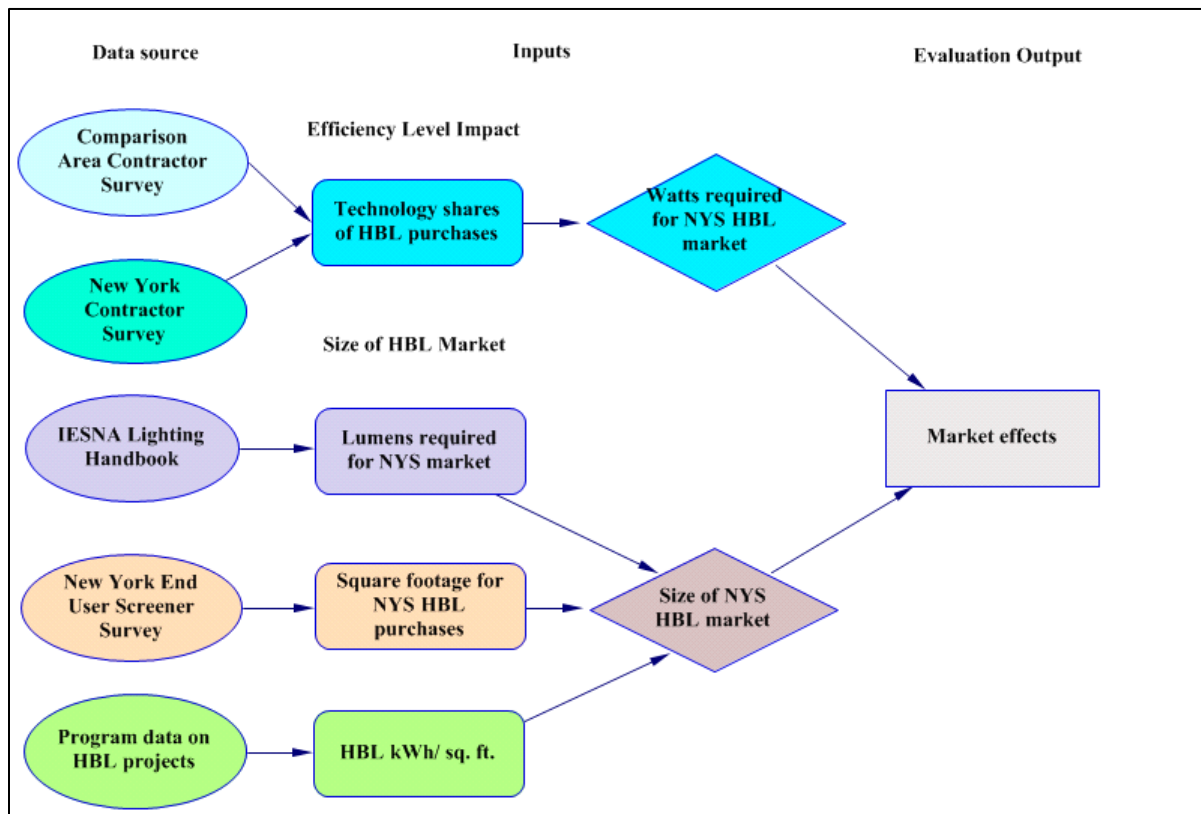 Data source
Inputs
Evaluation Output
Comparison
Area Contractor
Survey
Efficiency Level Impact
Technology shares
of HBL purchases
Watts required
for NYS HBL
market
New York
Contractor
Survey
Size of HBL Market
IESNA Lighting
Handbook
Lumens required
for NYS market
Market effects
New York End
User Screener
Survey
Square footage for
NYS HBL
purchases
Size of NYS
HBL market
Program data on
HBL projects
HBL kWh/ sq. ft.